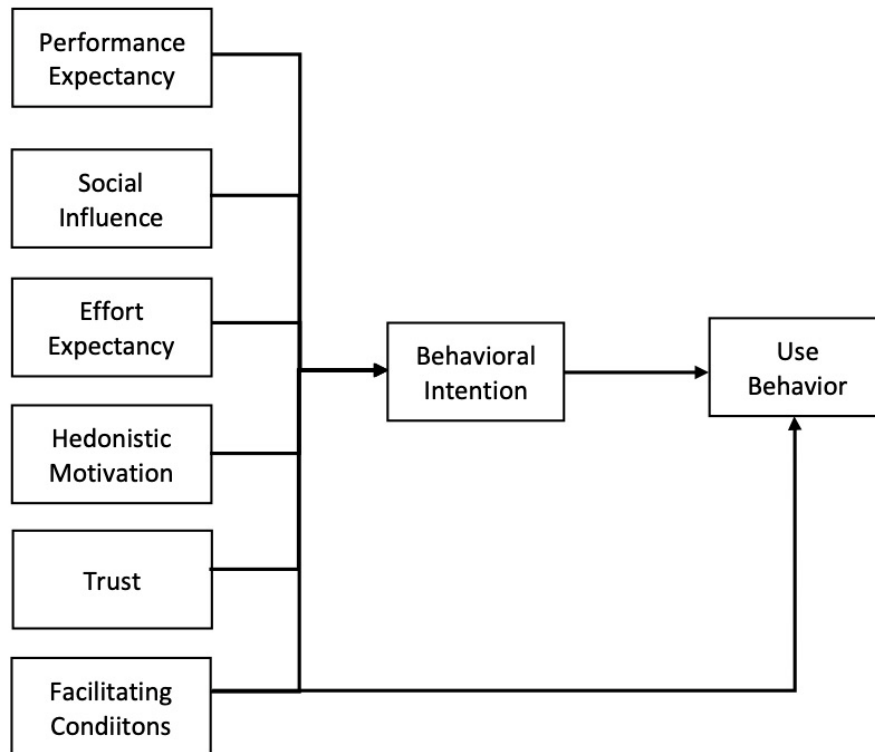 Performance
Expectancy
Social
Influence
Effort
Expectancy
Hedonistic
Motivation
Trust
Facilitating
Condiitons
Behavioral
Intention
Use
Behavior